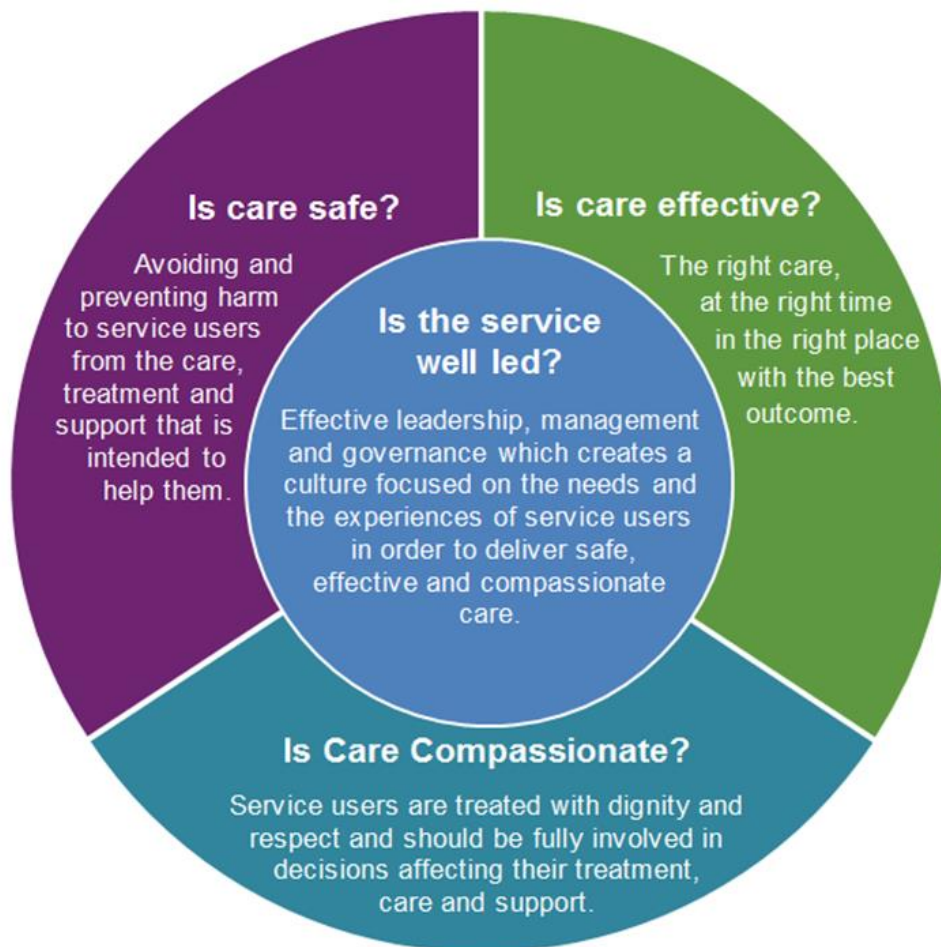 Is care safe?
Avoiding and
preventing harm
to service users
from the care,
treatment and
support that is
intended to
help them.
Is care effective?
The right care,
at the right time
in the right place
with the best
outcome.
Is the service
well led?
Effective leadership, management
and governance which creates a
culture focused on the needs and
the experiences of service users
in order to deliver safe,
effective and compassionate
care.
Is Care Compassionate?
Service users are treated with dignity and
respect and should be fully involved in
decisions affecting their treatment,
care and support.